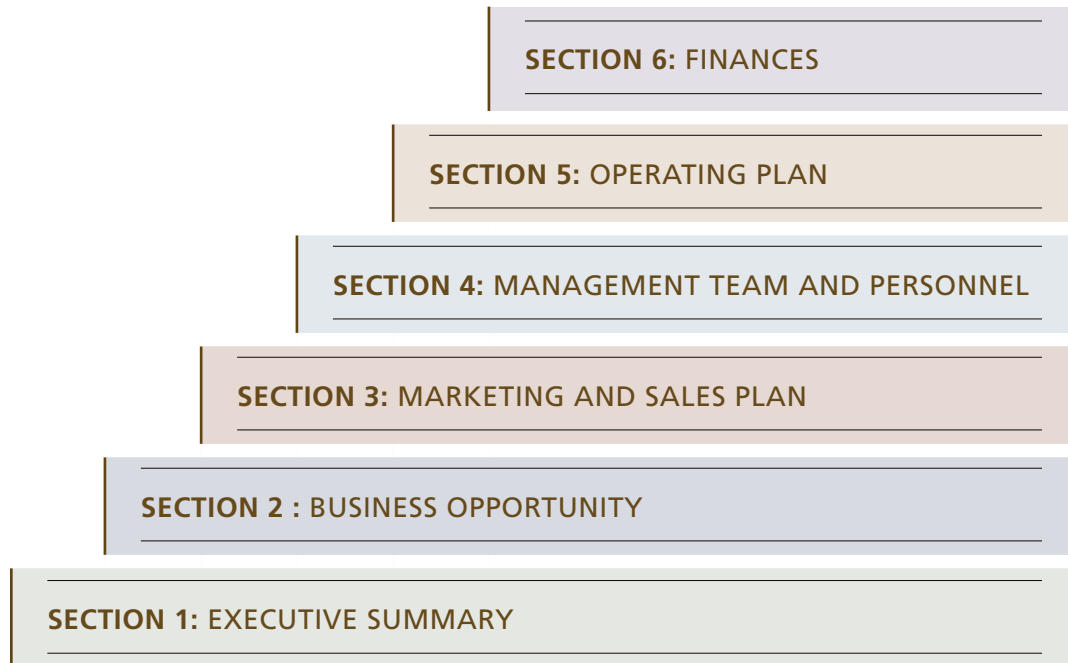 SECTION 6: FINANCES
SECTION 5: OPERATING PLAN
SECTION 4: MANAGEMENT TEAM AND PERSONNEL
SECTION 3: MARKETING AND SALES PLAN
SECTION 2 : BUSINESS OPPORTUNITY
SECTION 1: EXECUTIVE SUMMARY